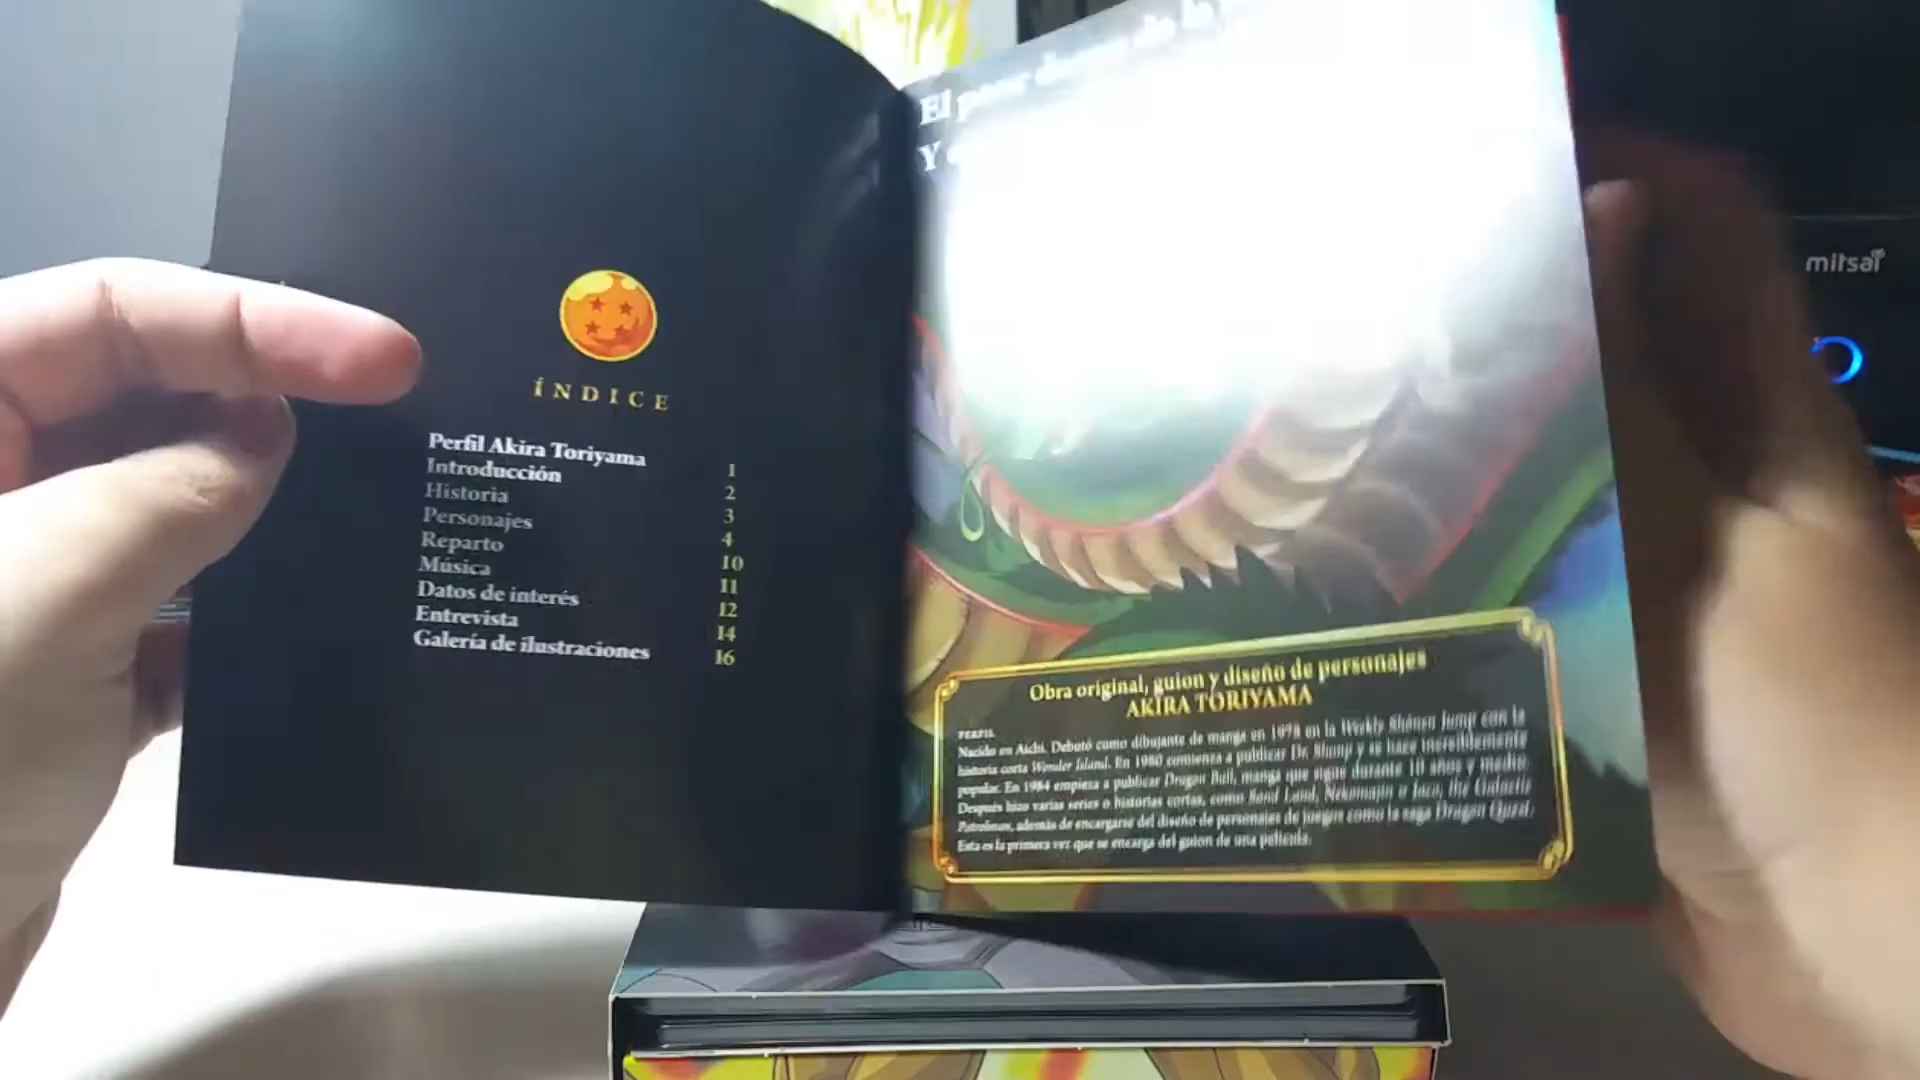 ÍNDICE
Perfil Akira Toriyama 1
Introducción 2
Historia 3
Personajes 4
Reparto 10
Música 11
Datos de interés 12
Entrevista 14
Galería de ilustraciones 16
El
Y
Obra original, guion y diseño de personajes
AKIRA TORIYAMA
PERFIL
Nacido en Aichi. Debutó como dibujante de manga en 1978 en la Weekly Shônen Jump con la
historia corta Wonder Island. En 1980 comienza a publicar Dr. Slump y se hace increíblemente
popular. En 1984 empieza a publicar Dragon Ball, manga que sigue durante 10 años y medio.
Después hizo varias series o historias cortas, como Sand Land, Nekomajin o Jaco, the Galactic
Patrolman, además de encargarse del diseño de personajes de juegos como la saga Dragon Quest.
Esta es la primera vez que se encarga del guion de una película.
mitsai